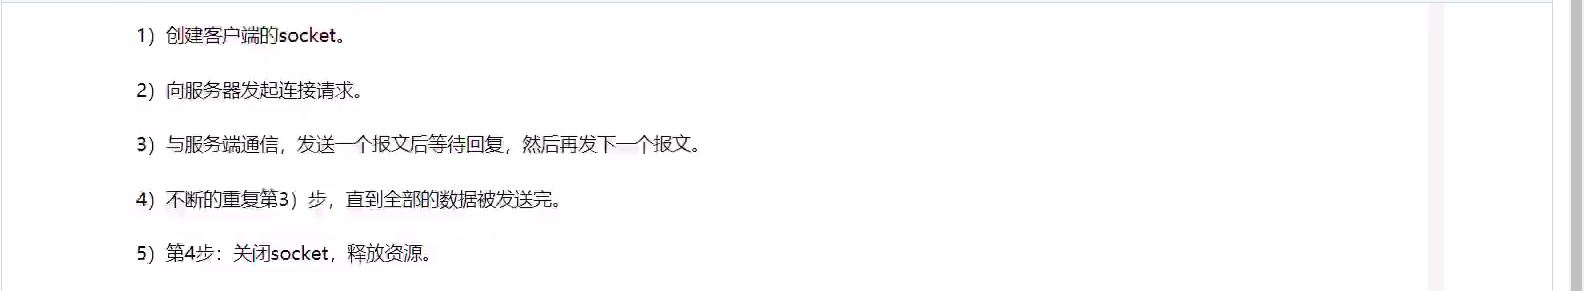 1）创建客户端的socket。
2）向服务器发起连接请求。
3）与服务端通信，发送一个报文后等待回复，然后再发下一个报文。
4）不断的重复第3）步，直到全部的数据被发送完。
5）第4步：关闭socket，释放资源。